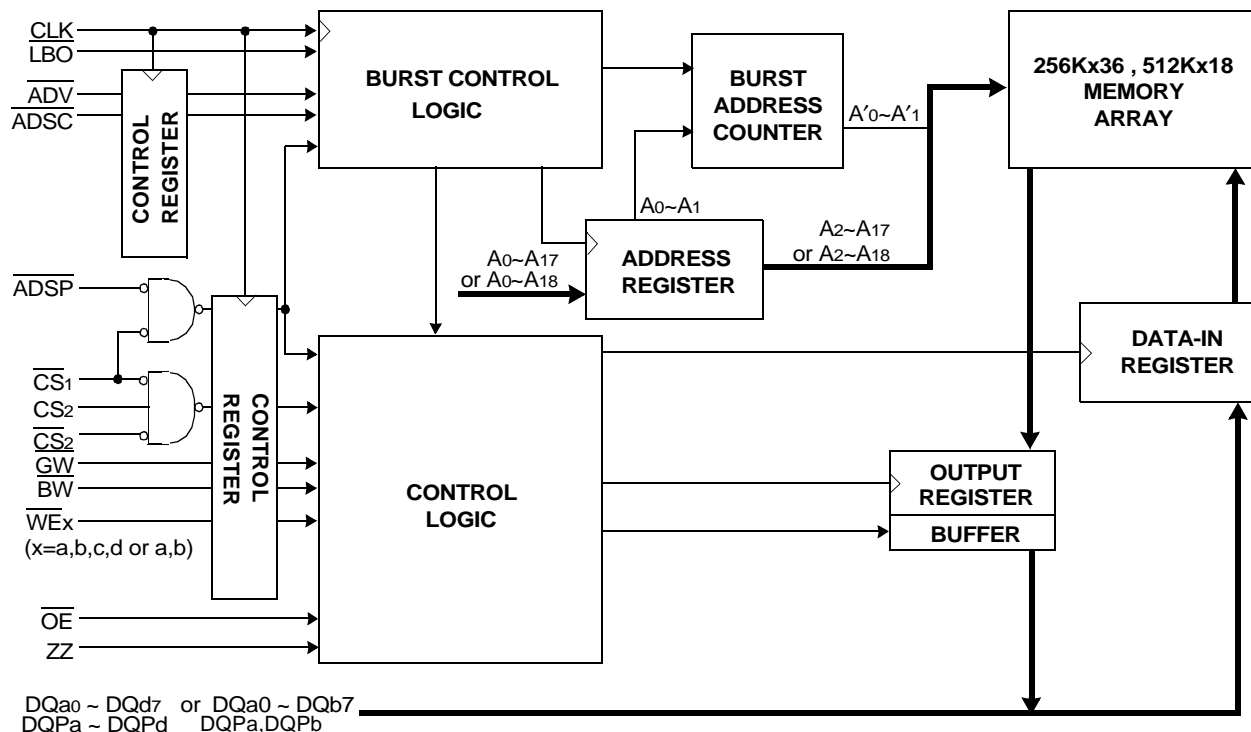 CLK
LBO
ADV
ADSC
CONTROL
REGISTER
BURST CONTROL
LOGIC
BURST
ADDRESS
COUNTER
A′0~A′1
256Kx36 , 512Kx18
MEMORY
ARRAY
A0~A1
A2~A17
or A2~A18
A0~A17
or A0~A18
ADDRESS
REGISTER
ADSP
CS1
CS2
CS2
GW
BW
WEx
(x=a,b,c,d or a,b)
OE
ZZ
CONTROL
REGISTER
CONTROL
LOGIC
DATA-IN
REGISTER
OUTPUT
REGISTER
BUFFER
DQa0 ~ DQd7 or DQa0 ~ DQb7
DQPa ~ DQPd DQPa,DQPb